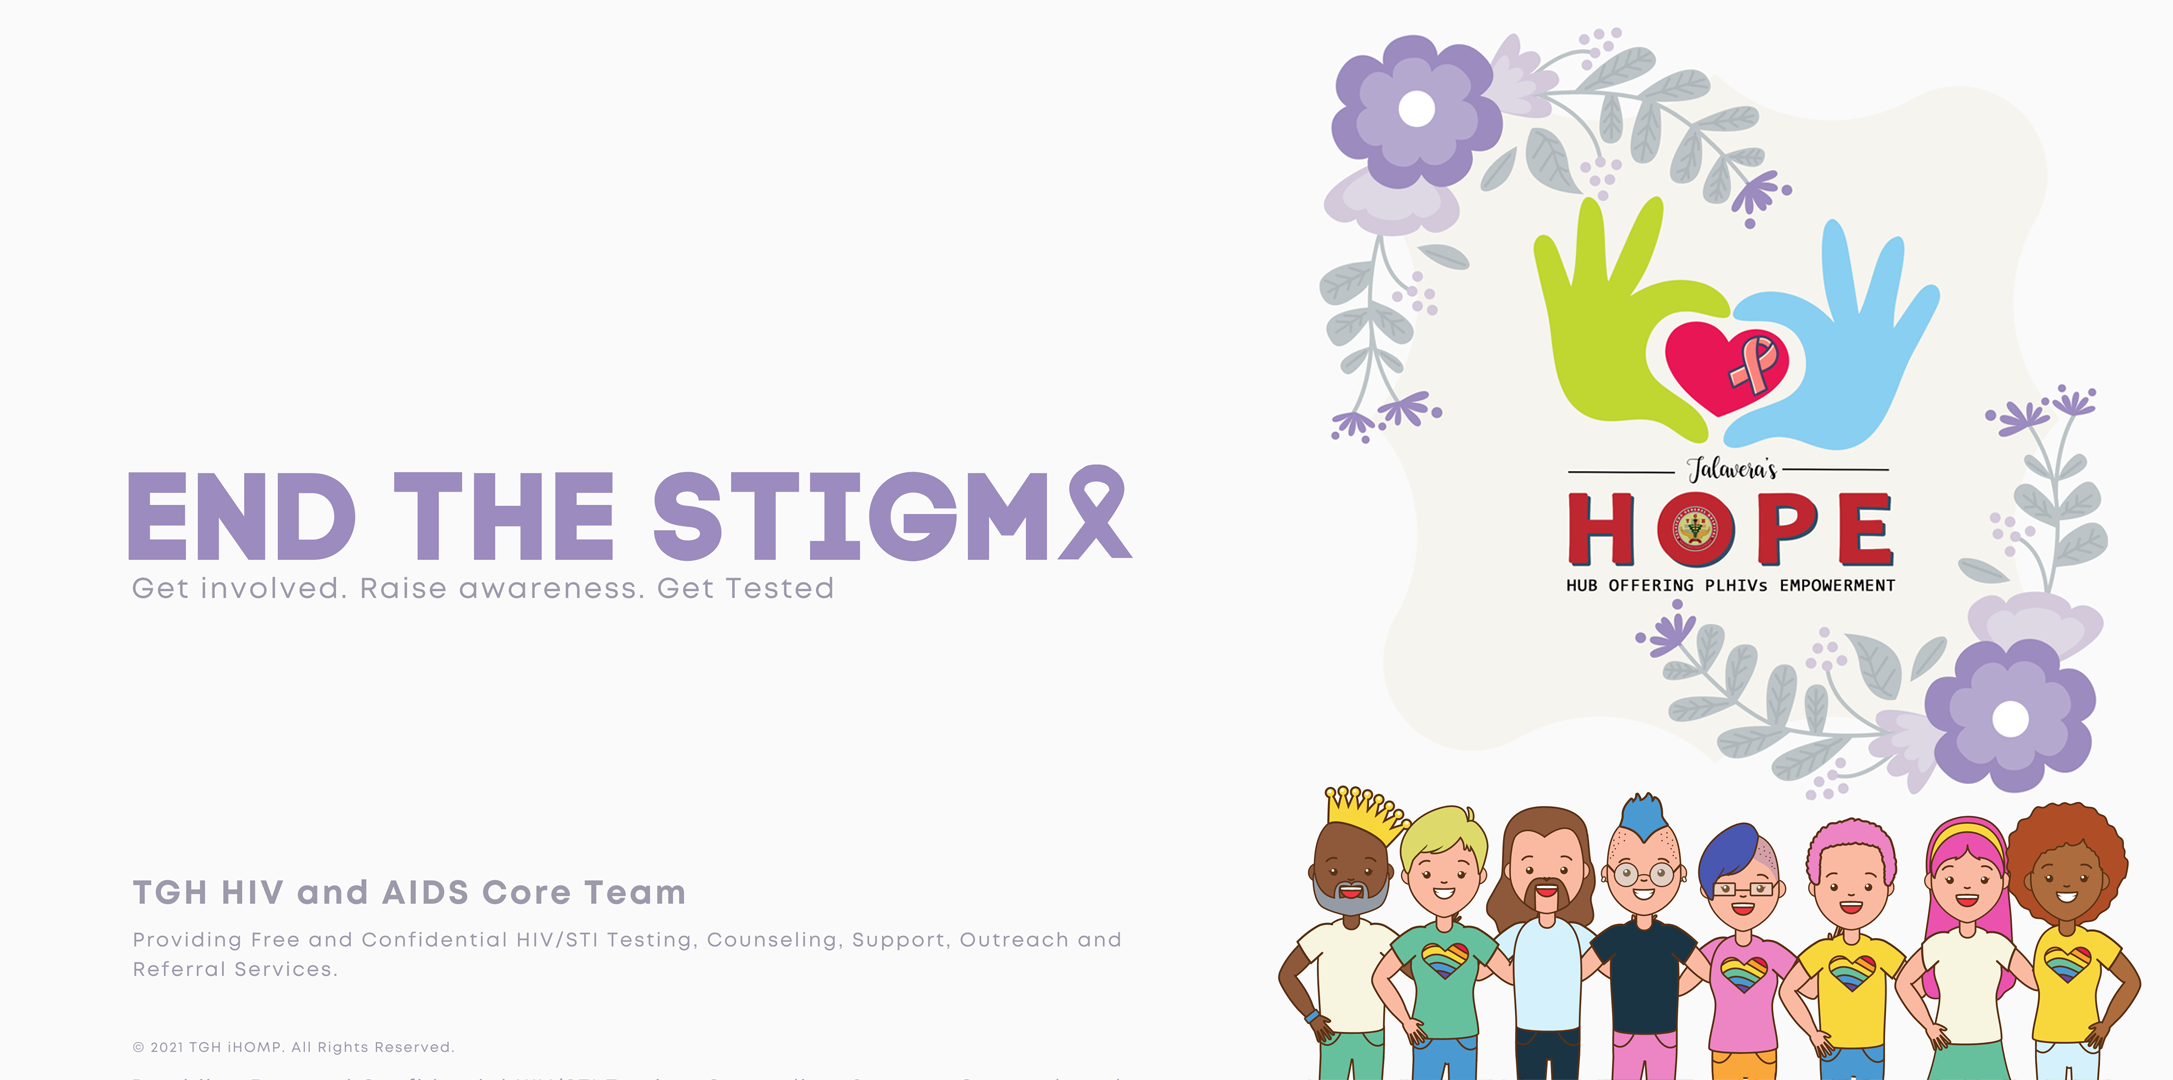 END THE STIGMA
Get involved. Raise awareness. Get Tested
TGH HIV and AIDS Core Team
Providing Free and Confidential HIV/STI Testing, Counseling, Support, Outreach and
Referral Services.
© 2021 TGH iHOMP. All Rights Reserved.
Talavera's
HOPE
HUB OFFERING PLHIVs EMPOWERMENT